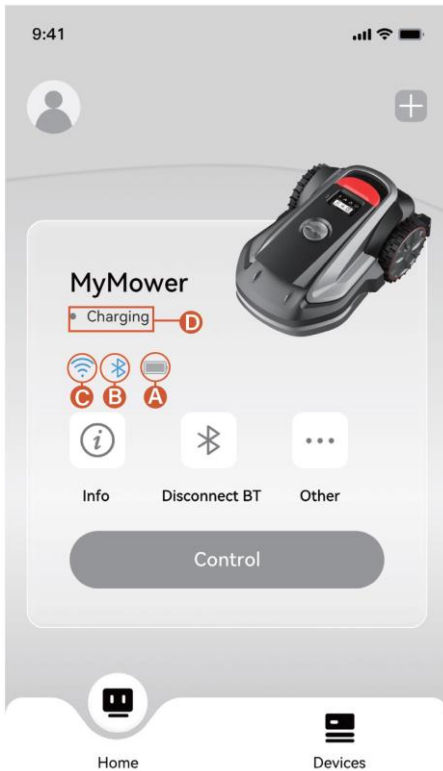 9:41
MyMower
Charging
D
C B A
Info Disconnect BT Other
Control
Home Devices